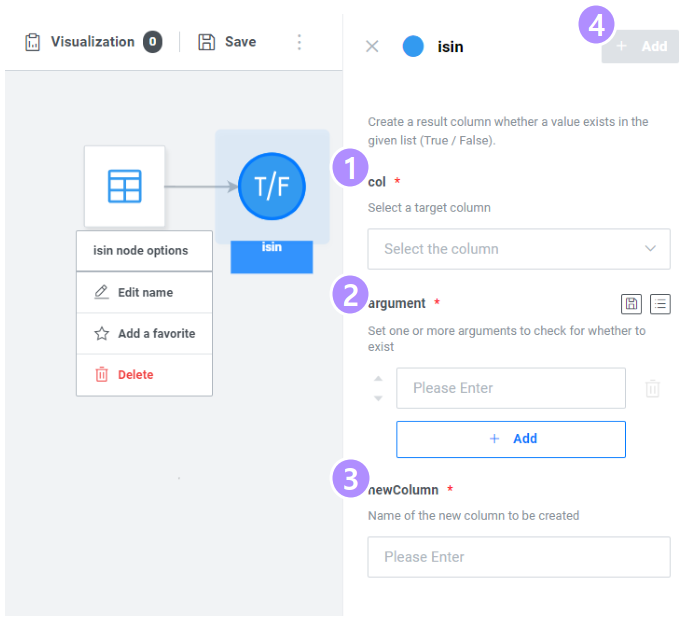 Visualization 0 Save
4
+ Add
isin
Create a result column whether a value exists in the
given list (True / False).
1
col *
Select a target column
Select the column
T/F
isin
isin node options
Edit name
Add a favorite
Delete
2
argument *
Set one or more arguments to check for whether to
exist
Please Enter
+ Add
3
newColumn *
Name of the new column to be created
Please Enter